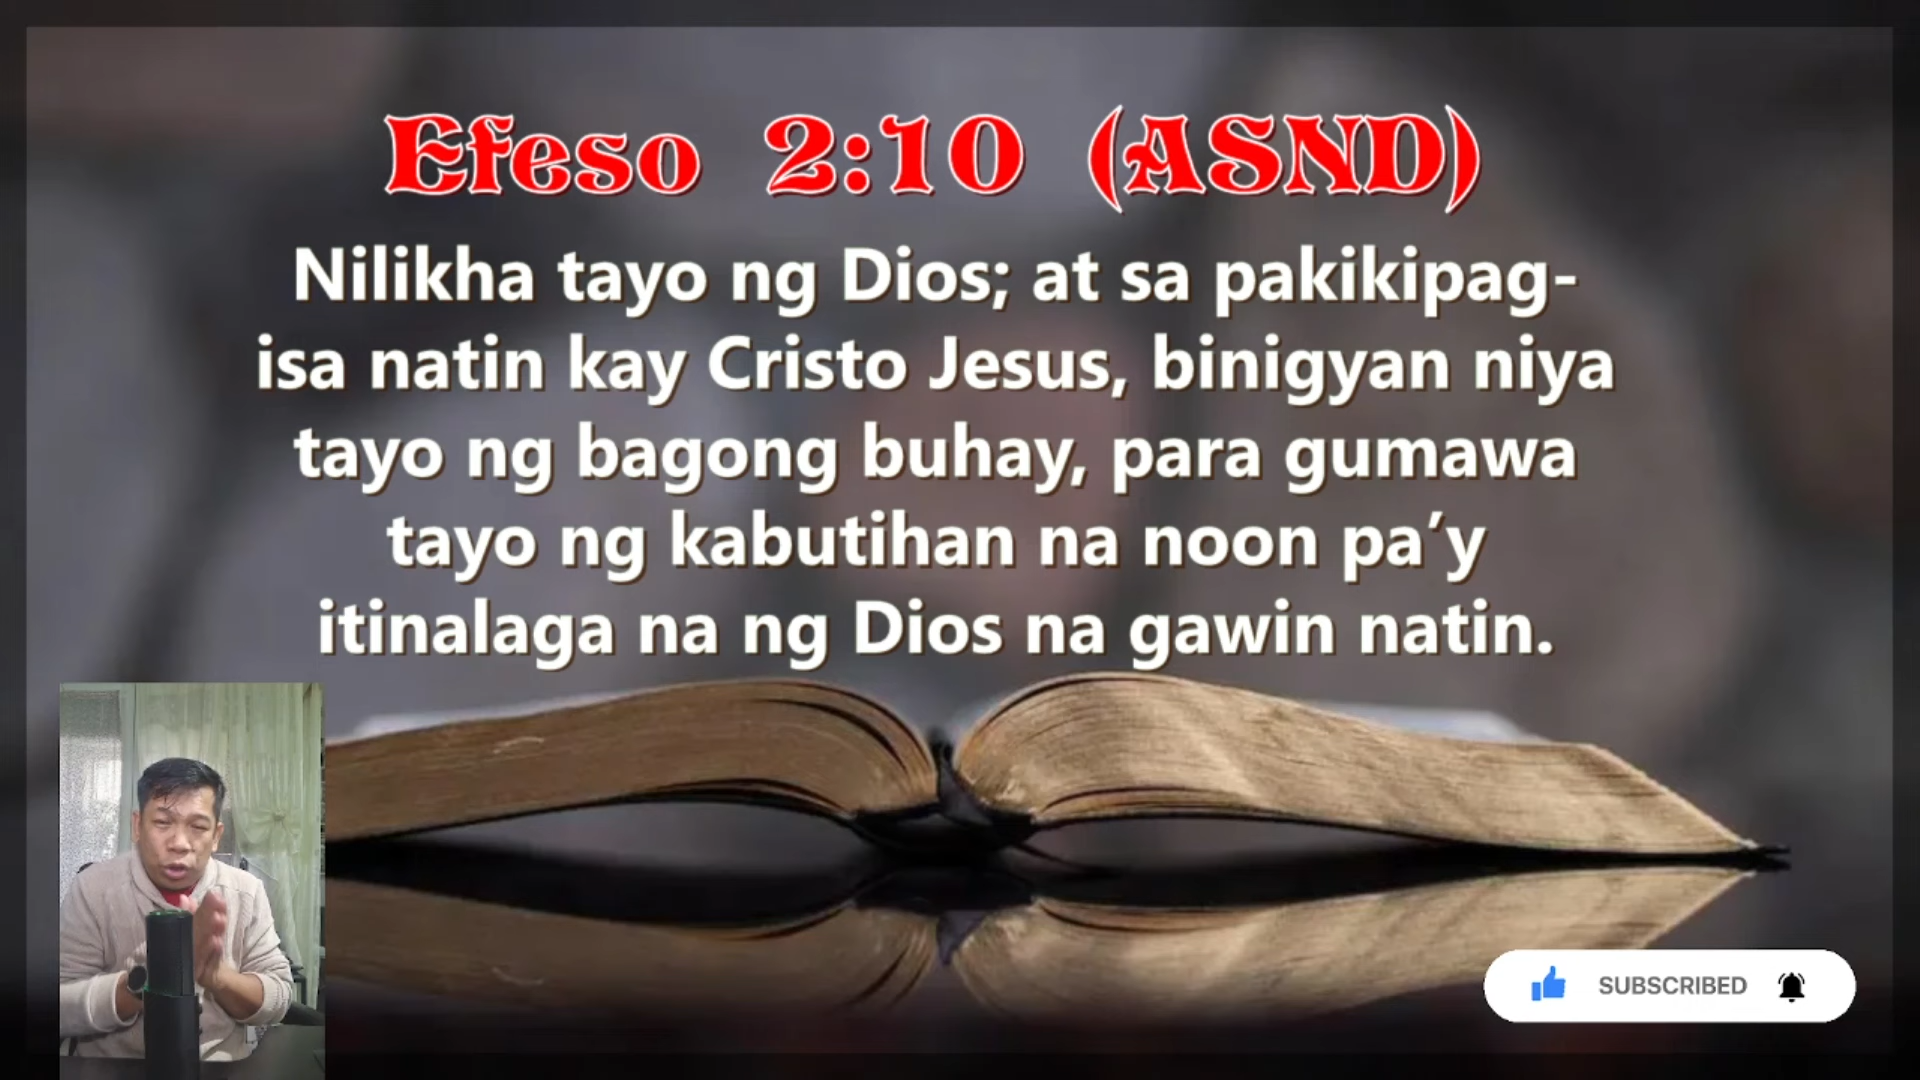 Efeso 2:10 (ASND)
Nilikha tayo ng Dios; at sa pakikipag-
isa natin kay Cristo Jesus, binigyan niya
tayo ng bagong buhay, para gumawa
tayo ng kabutihan na noon pa’y
itinalaga na ng Dios na gawin natin.
SUBSCRIBED